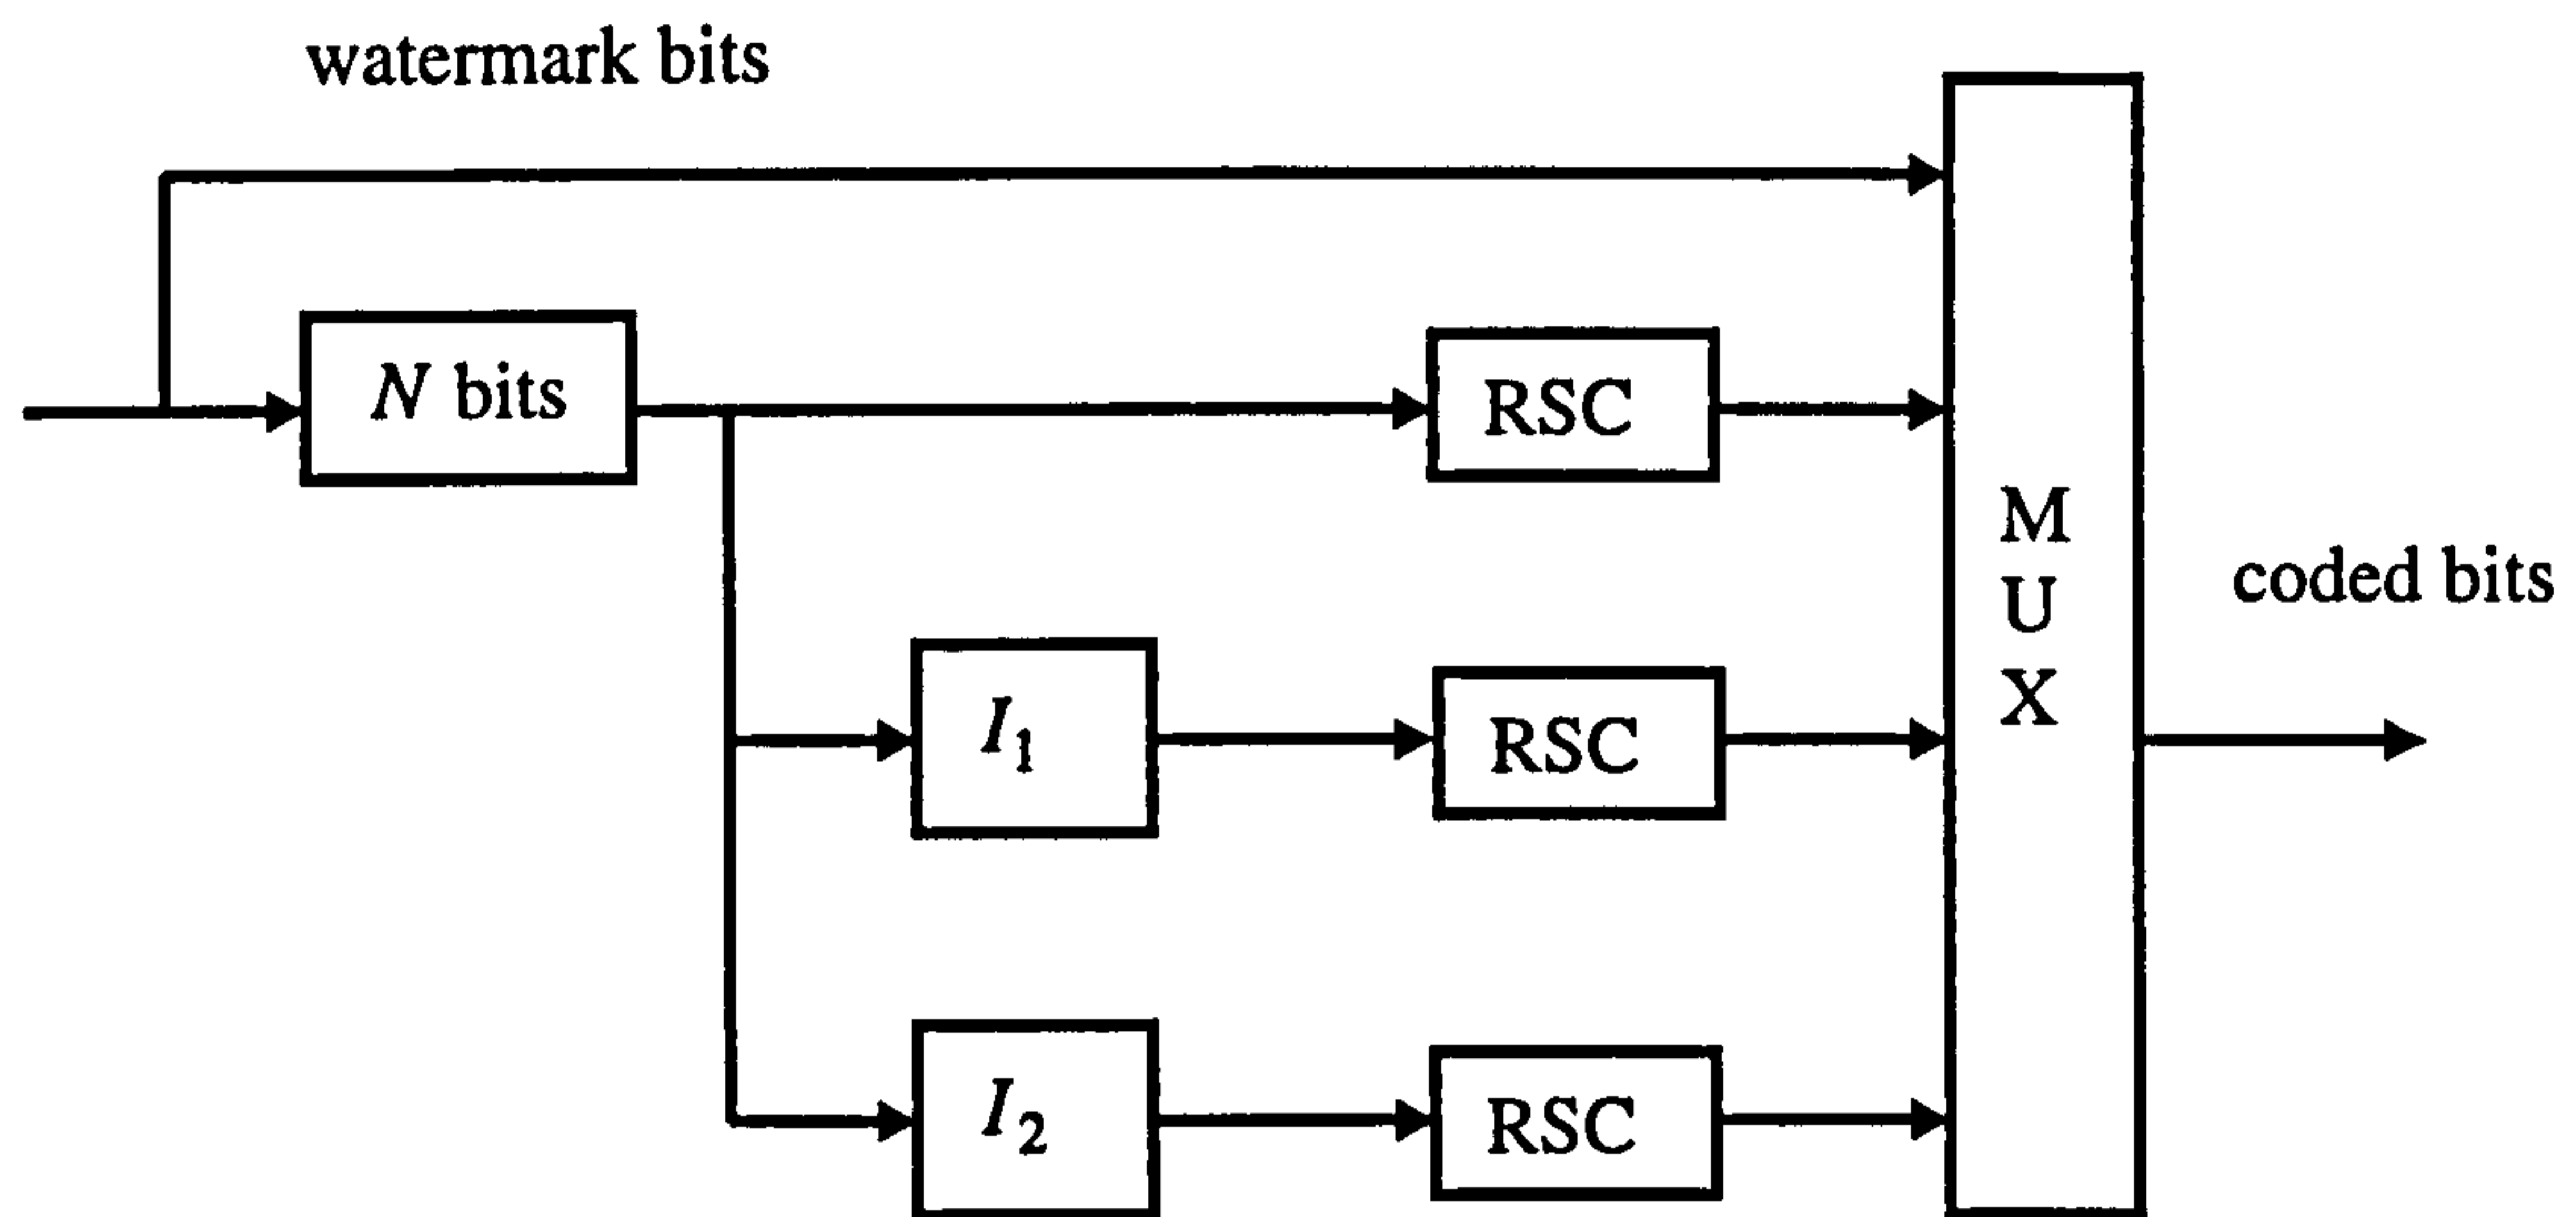 watermark bits
N bits
RSC
M
U
X
coded bits
I₁
RSC
I₂
RSC